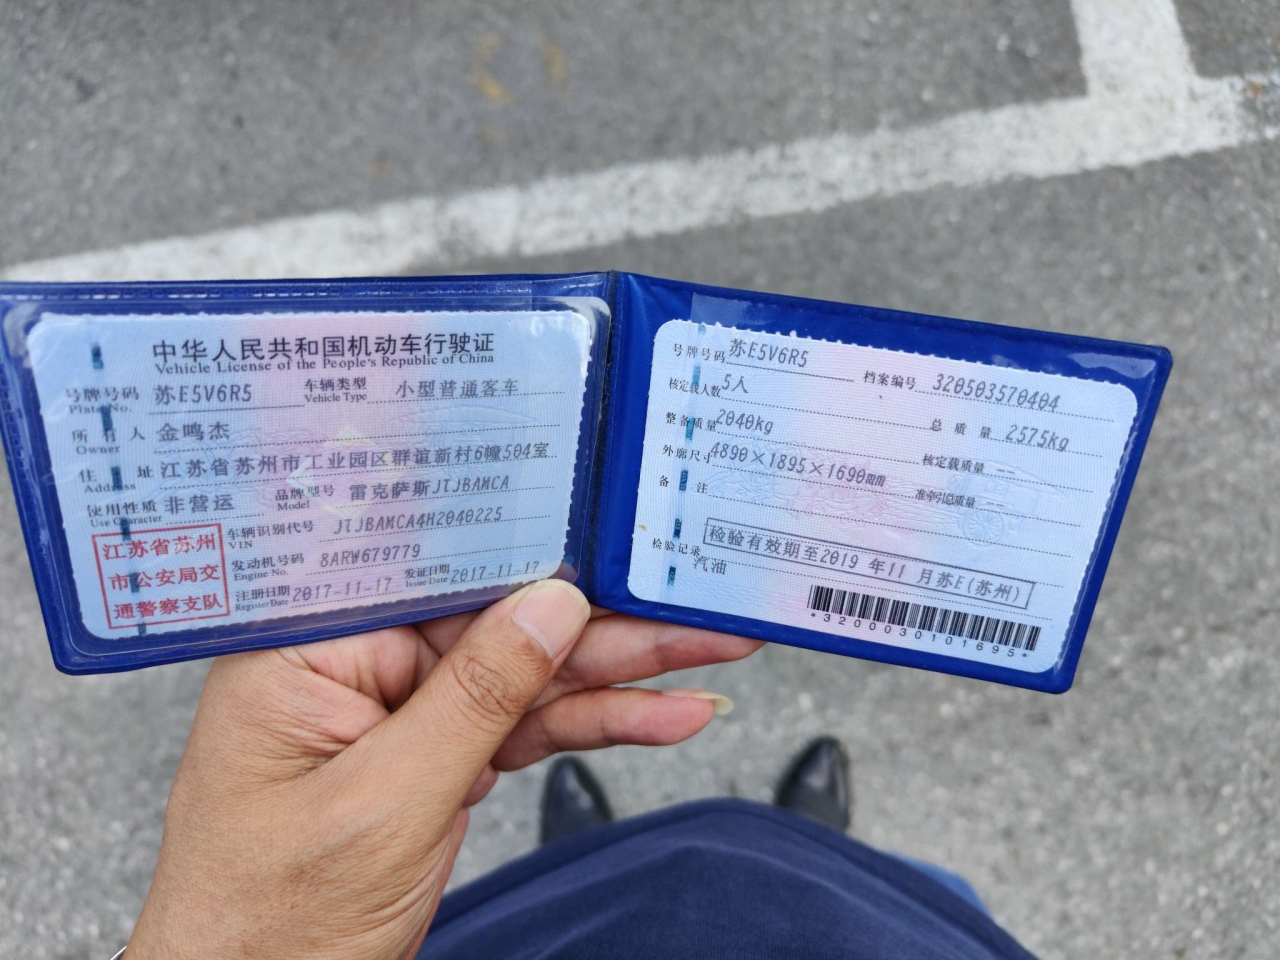 中华人民共和国机动车行驶证
Vehicle License of the People's Republic of China
号牌号码 苏E5V6R5 车辆类型 小型普通客车
Plate No. Vehicle Type
所有人 金鸣杰
Owner
住址 江苏省苏州市工业园区群谊新村6幢504室
Address
使用性质 非营运 品牌型号 雷克萨斯JTJBAMCA
Use Character Model
江苏省苏州
市公安局交
通警察支队
车辆识别代号 JTJBAMCA4H2040225
VIN
发动机号码 8ARW679779
Engine No.
注册日期 2017-11-17 发证日期 2017-11-17
Register Date Issue Date
号牌号码 苏E5V6R5 档案编号 320503570404
核定载人数 5人 总质量 2575kg
整备质量 2040kg 核定载质量 --
外廓尺寸 4890×1895×1690mm 准牵引总质量 --
备注
检验有效期至2019年11月苏E(苏州)
检验记录
汽油
*3200030101695*